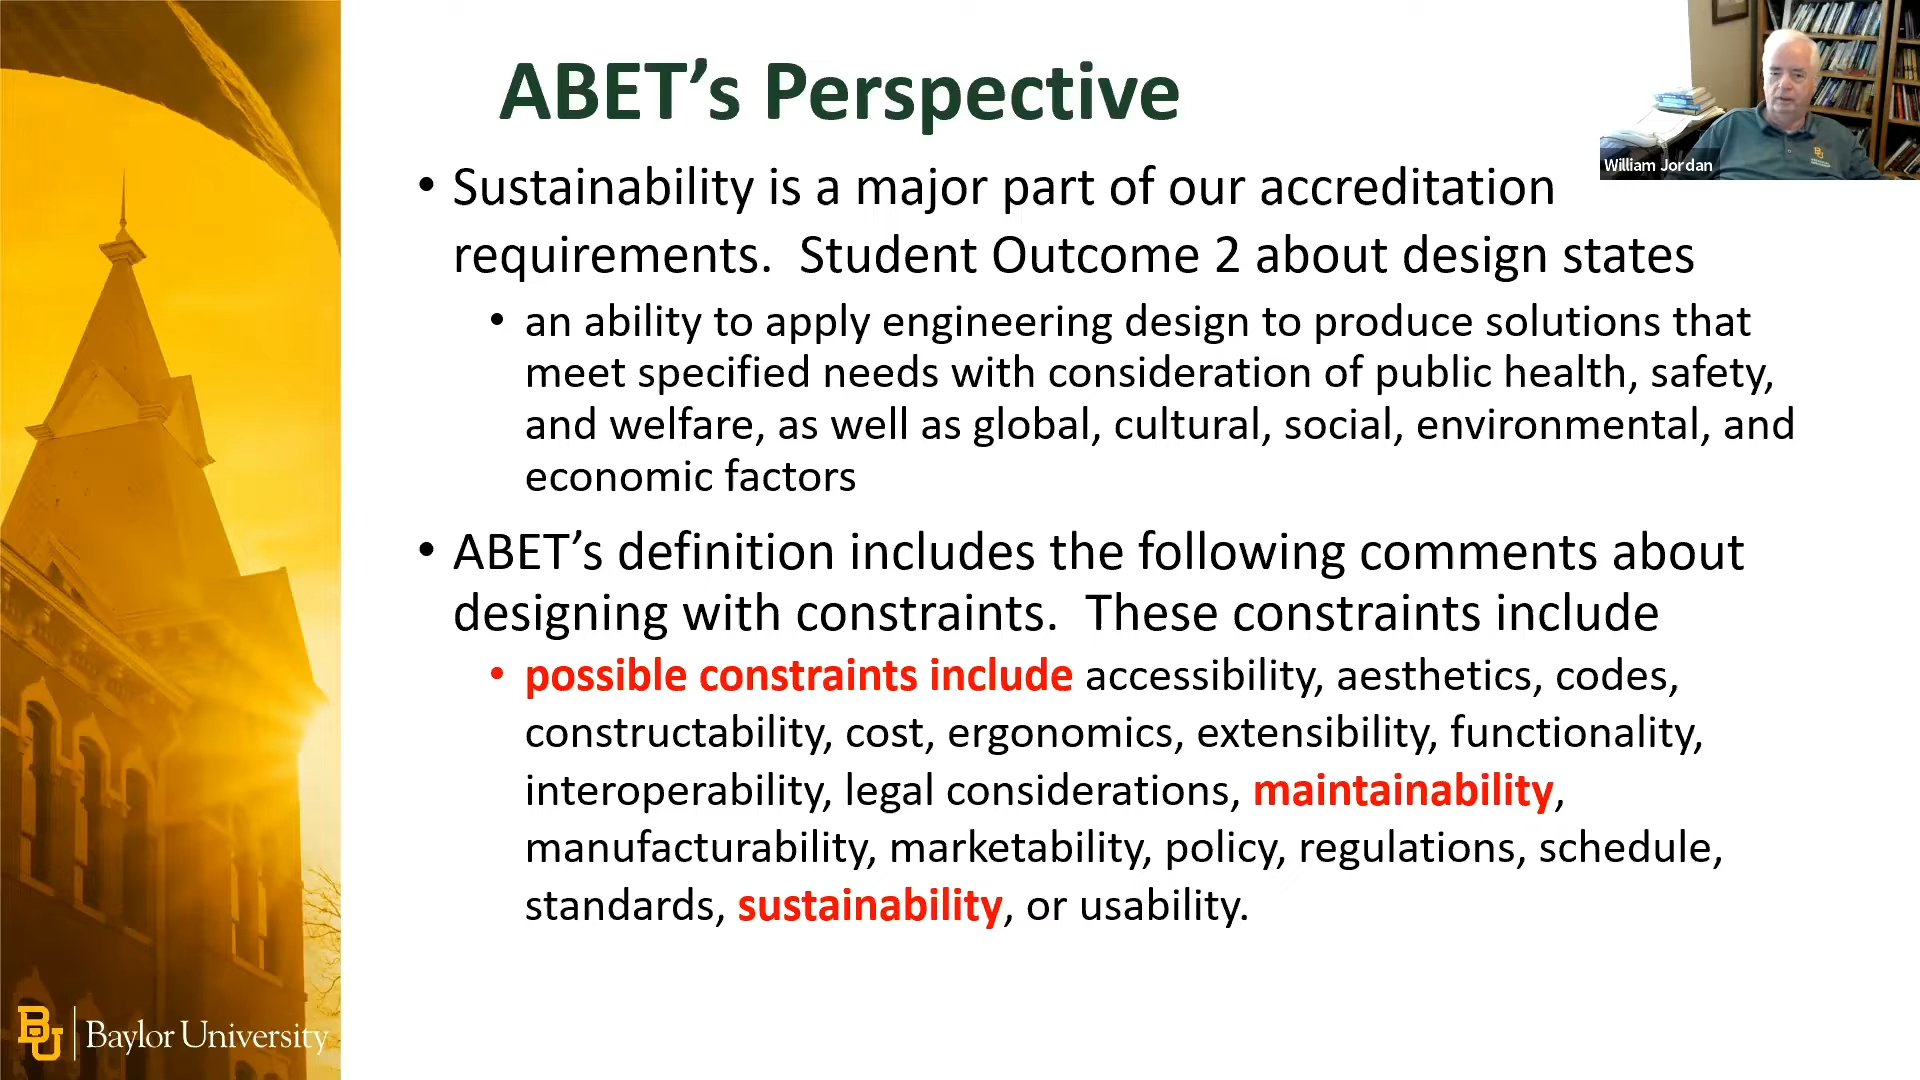 ABET’s Perspective
• Sustainability is a major part of our accreditation
requirements.  Student Outcome 2 about design states
• an ability to apply engineering design to produce solutions that
meet specified needs with consideration of public health, safety,
and welfare, as well as global, cultural, social, environmental, and
economic factors
• ABET’s definition includes the following comments about
designing with constraints.  These constraints include
• possible constraints include accessibility, aesthetics, codes,
constructability, cost, ergonomics, extensibility, functionality,
interoperability, legal considerations, maintainability,
manufacturability, marketability, policy, regulations, schedule,
standards, sustainability, or usability.
William Jordan
BU
Baylor University